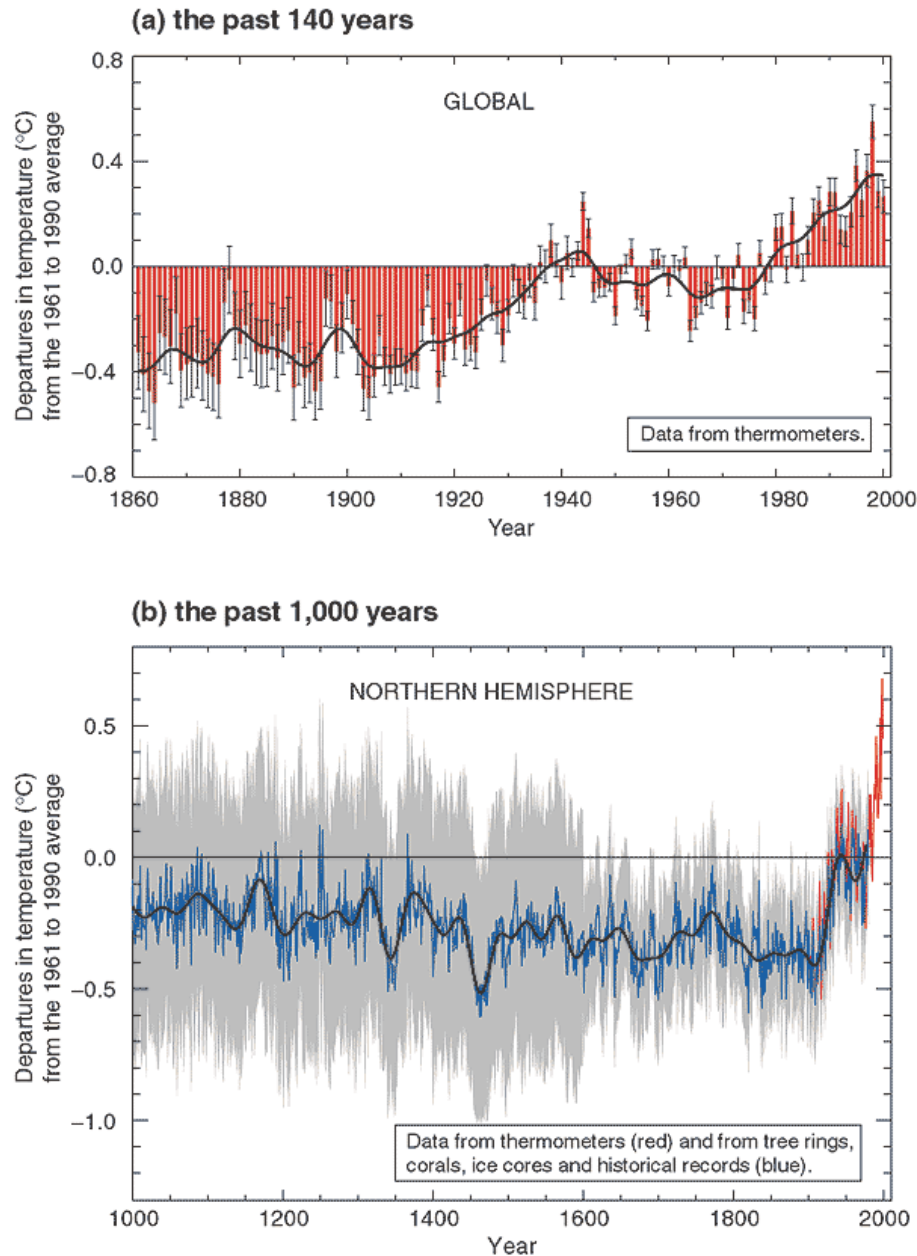 (a) the past 140 years
Departures in temperature (°C)
from the 1961 to 1990 average
0.8
0.4
0.0
−0.4
−0.8
GLOBAL
Data from thermometers.
1860 1880 1900 1920 1940 1960 1980 2000
Year
(b) the past 1,000 years
Departures in temperature (°C)
from the 1961 to 1990 average
0.5
0.0
−0.5
−1.0
NORTHERN HEMISPHERE
Data from thermometers (red) and from tree rings,
corals, ice cores and historical records (blue).
1000 1200 1400 1600 1800 2000
Year